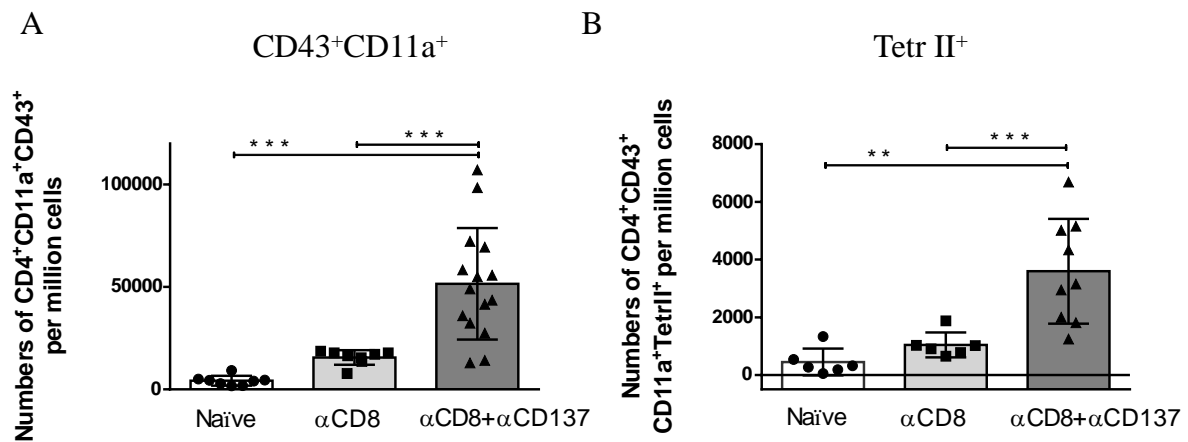 A
CD43⁺CD11a⁺
Numbers of CD4⁺CD11a⁺CD43⁺
per million cells
100000
50000
0
* * *
* * *
Naïve
αCD8
αCD8+αCD137
B
Tetr II⁺
Numbers of CD4⁺CD43⁺
CD11a⁺TetrII⁺ per million cells
8000
6000
4000
2000
0
* *
* * *
Naïve
αCD8
αCD8+αCD137